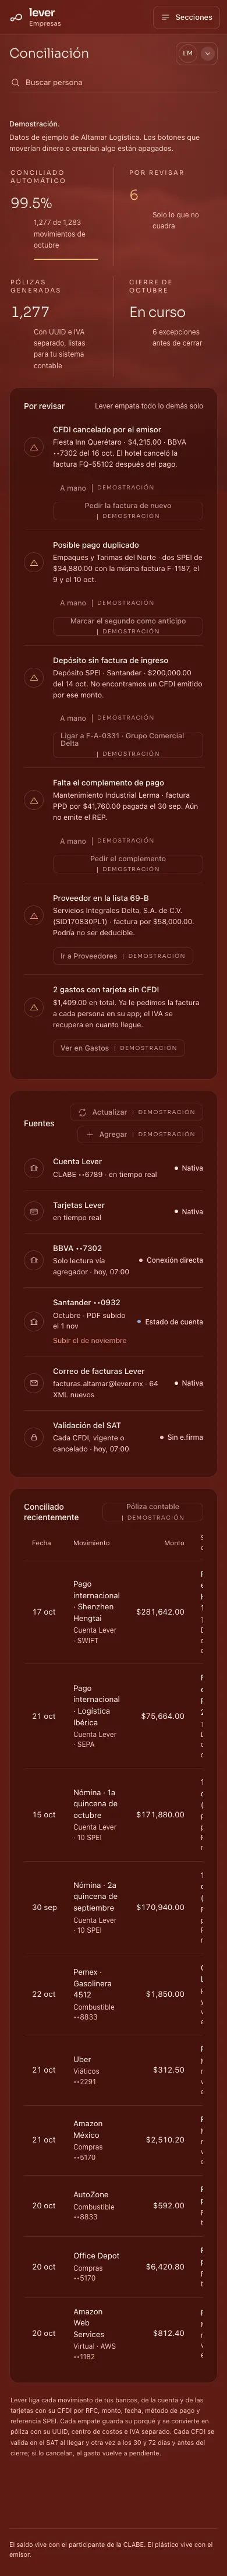 lever
Empresas
Secciones
Conciliación
LM
Buscar persona
Demostración.
Datos de ejemplo de Altamar Logística. Los botones que
moverían dinero o crearían algo están apagados.
CONCILIADO
AUTOMÁTICO
99.5%
1,277 de 1,283
movimientos de
octubre
POR REVISAR
6
Solo lo que no
cuadra
PÓLIZAS
GENERADAS
1,277
Con UUID e IVA
separado, listas
para tu sistema
contable
CIERRE DE
OCTUBRE
En curso
6 excepciones
antes de cerrar
Por revisar
Lever empata todo lo demás solo
CFDI cancelado por el emisor
Fiesta Inn Querétaro · $4,215.00 · BBVA
••7302 del 16 oct. El hotel canceló la
factura FQ-55102 después del pago.
A mano | DEMOSTRACIÓN
Pedir la factura de nuevo
| DEMOSTRACIÓN
Posible pago duplicado
Empaques y Tarimas del Norte · dos SPEI de
$34,880.00 con la misma factura F-1187, el
9 y el 10 oct.
A mano | DEMOSTRACIÓN
Marcar el segundo como anticipo
| DEMOSTRACIÓN
Depósito sin factura de ingreso
Depósito SPEI · Santander · $200,000.00
del 14 oct. No encontramos un CFDI emitido
por ese monto.
A mano | DEMOSTRACIÓN
Ligar a F-A-0331 · Grupo Comercial
Delta
| DEMOSTRACIÓN
Falta el complemento de pago
Mantenimiento Industrial Lerma · factura
PPD por $41,760.00 pagada el 30 sep. Aún
no emite el REP.
A mano | DEMOSTRACIÓN
Pedir el complemento
| DEMOSTRACIÓN
Proveedor en la lista 69-B
Servicios Integrales Delta, S.A. de C.V.
(SID170830PL1) · factura por $58,000.00.
Podría no ser deducible.
Ir a Proveedores | DEMOSTRACIÓN
2 gastos con tarjeta sin CFDI
$1,409.00 en total. Ya le pedimos la factura
a cada persona en su app; el IVA se
recupera en cuanto llegue.
Ver en Gastos | DEMOSTRACIÓN
Fuentes
Actualizar | DEMOSTRACIÓN
Agregar | DEMOSTRACIÓN
Cuenta Lever
CLABE ••6789 · en tiempo real
Nativa
Tarjetas Lever
en tiempo real
Nativa
BBVA ••7302
Solo lectura vía
agregador · hoy, 07:00
Conexión directa
Santander ••0932
Octubre · PDF subido
el 1 nov
Subir el de noviembre
Estado de cuenta
Correo de facturas Lever
facturas.altamar@lever.mx · 64
XML nuevos
Nativa
Validación del SAT
Cada CFDI, vigente o
cancelado · hoy, 07:00
Sin e.firma
Conciliado
recientemente
Póliza contable
| DEMOSTRACIÓN
Fecha
Movimiento
Monto
17 oct
Pago
internacional
· Shenzhen
Hengtai
Cuenta Lever
· SWIFT
$281,642.00
21 oct
Pago
internacional
· Logística
Ibérica
Cuenta Lever
· SEPA
$75,664.00
15 oct
Nómina · 1a
quincena de
octubre
Cuenta Lever
· 10 SPEI
$171,880.00
30 sep
Nómina · 2a
quincena de
septiembre
Cuenta Lever
· 10 SPEI
$170,940.00
22 oct
Pemex ·
Gasolinera
4512
Combustible
••8833
$1,850.00
21 oct
Uber
Viáticos
••2291
$312.50
21 oct
Amazon
México
Compras
••5170
$2,510.20
20 oct
AutoZone
Combustible
••8833
$592.00
20 oct
Office Depot
Compras
••5170
$6,420.80
20 oct
Amazon
Web
Services
Virtual · AWS
••1182
$812.40
Lever liga cada movimiento de tus bancos, de la cuenta y de las
tarjetas con su CFDI por RFC, monto, fecha, método de pago y
referencia SPEI. Cada empate guarda su porqué y se convierte en
póliza con su UUID, centro de costos e IVA separado. Cada CFDI se
valida en el SAT al llegar y otra vez a los 30 y 72 días y antes del
cierre; si lo cancelan, el gasto vuelve a pendiente.
El saldo vive con el participante de la CLABE. El plástico vive con el
emisor.